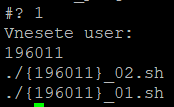 #? 1
Vnesete user:
196011
./{196011}_02.sh
./{196011}_01.sh